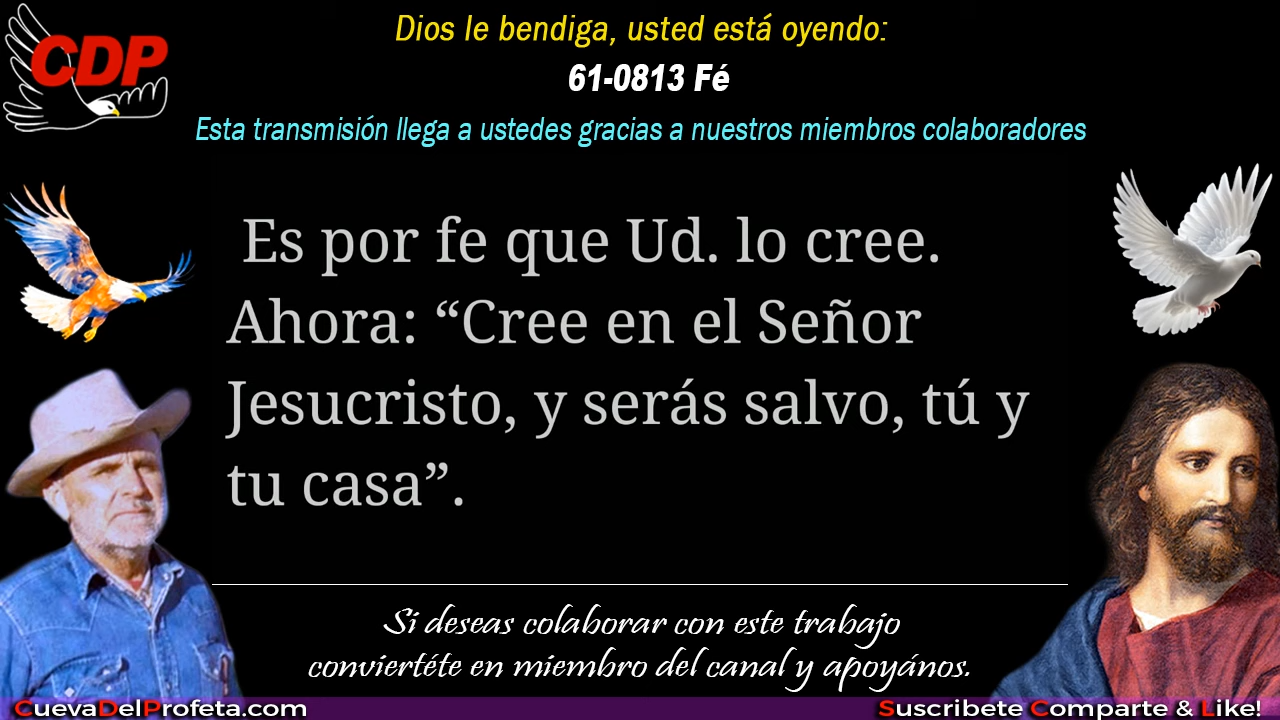 CDP
Dios le bendiga, usted está oyendo:
61-0813 Fé
Esta transmisión llega a ustedes gracias a nuestros miembros colaboradores
Es por fe que Ud. lo cree.
Ahora: “Cree en el Señor
Jesucristo, y serás salvo, tú y
tu casa”.
Si deseas colaborar con este trabajo
conviertéte en miembro del canal y apoyános.
CuevaDelProfeta.com
Suscribete Comparte & Like!